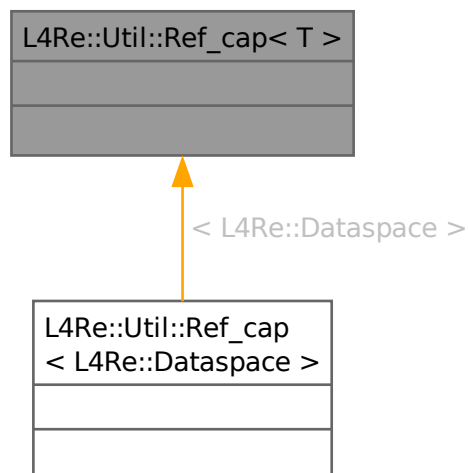 L4Re::Util::Ref_cap< T >
< L4Re::Dataspace >
L4Re::Util::Ref_cap
< L4Re::Dataspace >